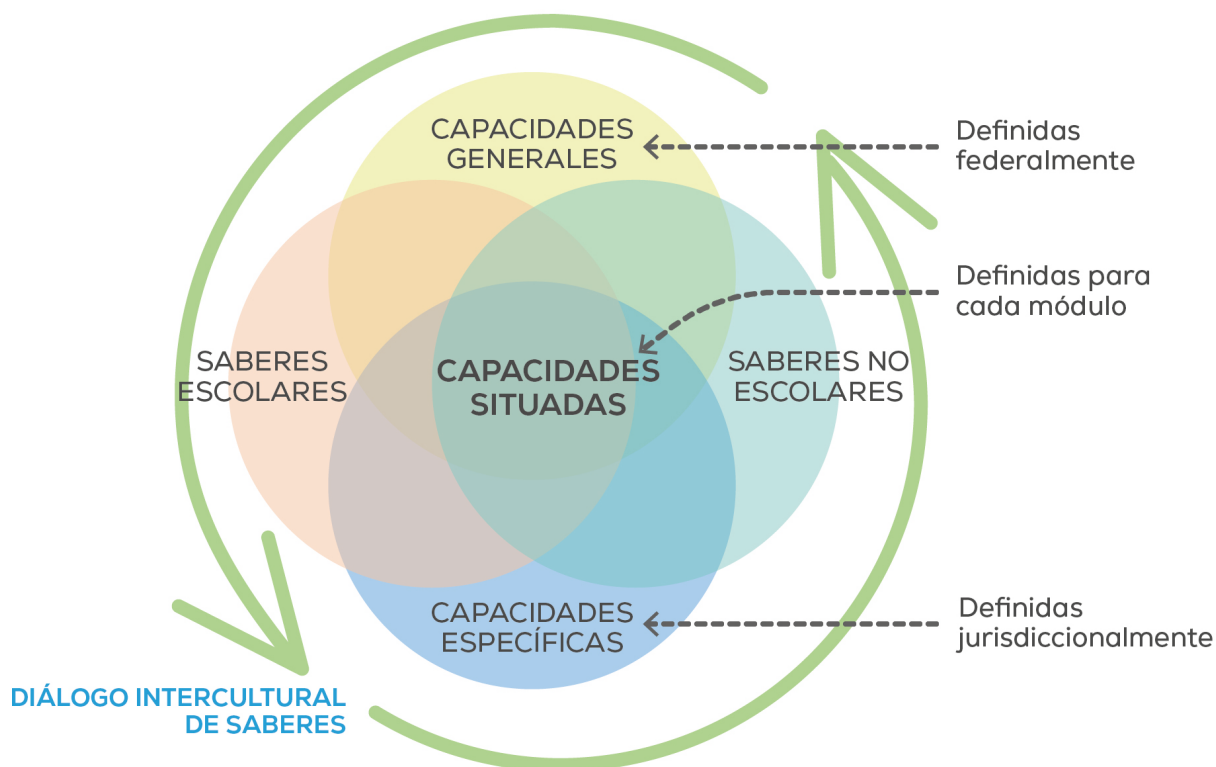 CAPACIDADES
GENERALES
Definidas
federalmente
Definidas para
cada módulo
SABERES
ESCOLARES
CAPACIDADES
SITUADAS
SABERES NO
ESCOLARES
CAPACIDADES
ESPECÍFICAS
Definidas
jurisdiccionalmente
DIÁLOGO INTERCULTURAL
DE SABERES